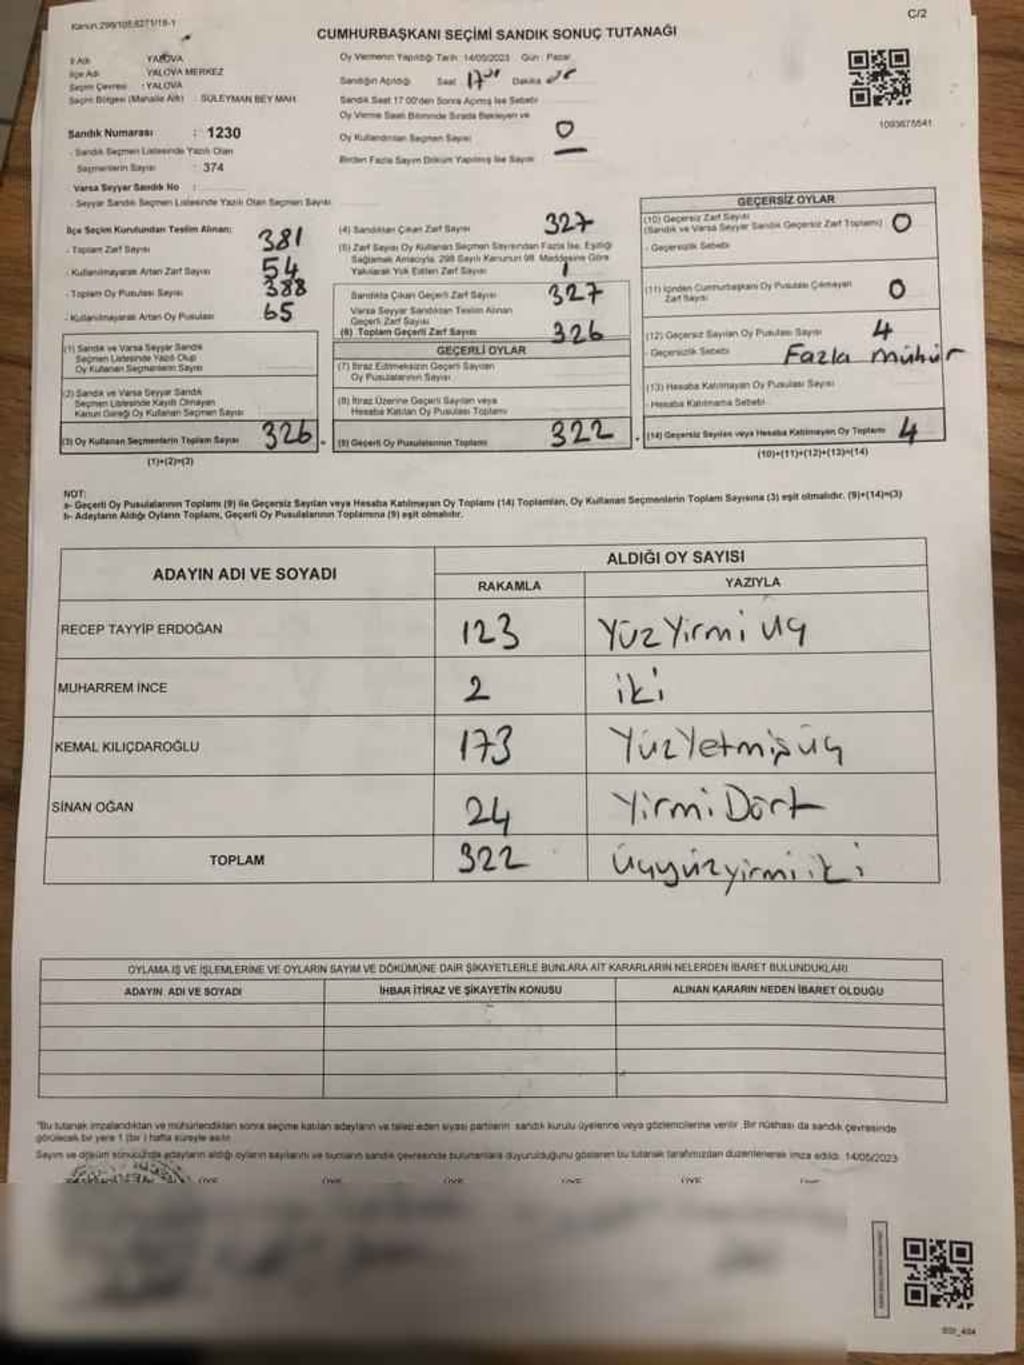 Kanun:298/105,8271/18-1
C/2
CUMHURBAŞKANI SEÇİMİ SANDIK SONUÇ TUTANAĞI
İl Adı : YALOVA
İlçe Adı : YALOVA MERKEZ
Seçim Çevresi : YALOVA
Seçim Bölgesi (Mahalle Adı) : SÜLEYMAN BEY MAH.
Sandık Numarası : 1230
- Sandık Seçmen Listesinde Yazılı Olan
Seçmenlerin Sayısı : 374
Varsa Seyyar Sandık No :
- Seyyar Sandık Seçmen Listesinde Yazılı Olan Seçmen Sayısı
Oy Vermenin Yapıldığı Tarih: 14/05/2023 Gün: Pazar
Sandığın Açıldığı Saat: 17 Dakika
Sandık Saat 17:00'den Sonra Açılmış İse Sebebi
Oy Verme Saati Bitiminde Sırada Bekleyen ve
Oy Kullandırılan Seçmen Sayısı 0
Birden Fazla Sayım Döküm Yapılmış İse Sayısı
1093675541
İlçe Seçim Kurulundan Teslim Alınan:
- Toplam Zarf Sayısı 381
- Kullanılmayarak Artan Zarf Sayısı 54
- Toplam Oy Pusulası Sayısı 388
- Kullanılmayarak Artan Oy Pusulası 65
(1) Sandık ve Varsa Seyyar Sandık
Seçmen Listesinde Yazılı Olup
Oy Kullanan Seçmenlerin Sayısı
(2) Sandık ve Varsa Seyyar Sandık
Seçmen Listesinde Kayıtlı Olmayan
Kanun Gereği Oy Kullanan Seçmen Sayısı
(3) Oy Kullanan Seçmenlerin Toplam Sayısı 326
(1)+(2)=(3)
(4) Sandıktan Çıkan Zarf Sayısı 327
(5) Zarf Sayısı Oy Kullanan Seçmen Sayısından Fazla İse, Eşitliği
Sağlamak Amacıyla, 298 Sayılı Kanunun 98. Maddesine Göre
Yakılarak Yok Edilen Zarf Sayısı 1
Sandıkta Çıkan Geçerli Zarf Sayısı 327
Varsa Seyyar Sandıktan Teslim Alınan
Geçerli Zarf Sayısı
(6) Toplam Geçerli Zarf Sayısı 326
GEÇERLİ OYLAR
(7) İtiraz Edilmeksizin Geçerli Sayılan
Oy Pusulalarının Sayısı
(8) İtiraz Üzerine Geçerli Sayılan veya
Hesaba Katılan Oy Pusulası Toplamı
(9) Geçerli Oy Pusulalarının Toplamı 322
GEÇERSİZ OYLAR
(10) Geçersiz Zarf Sayısı
(Sandık ve Varsa Seyyar Sandık Geçersiz Zarf Toplamı) 0
- Geçersizlik Sebebi
(11) İçinden Cumhurbaşkanı Oy Pusulası Çıkmayan
Zarf Sayısı 0
(12) Geçersiz Sayılan Oy Pusulası Sayısı 4
- Geçersizlik Sebebi Fazla mühür
(13) Hesaba Katılmayan Oy Pusulası Sayısı
- Hesaba Katılmama Sebebi
(14) Geçersiz Sayılan veya Hesaba Katılmayan Oy Toplamı 4
(10)+(11)+(12)+(13)=(14)
NOT:
a- Geçerli Oy Pusulalarının Toplamı (9) ile Geçersiz Sayılan veya Hesaba Katılmayan Oy Toplamı (14) Toplamları, Oy Kullanan Seçmenlerin Toplam Sayısına (3) eşit olmalıdır. (9)+(14)=(3)
b- Adayların Aldığı Oyların Toplamı, Geçerli Oy Pusulalarının Toplamına (9) eşit olmalıdır.
ADAYIN ADI VE SOYADI
ALDIĞI OY SAYISI
RAKAMLA YAZIYLA
RECEP TAYYİP ERDOĞAN 123 Yüzyirmi üç
MUHARREM İNCE 2 iki
KEMAL KILIÇDAROĞLU 173 Yüzyetmişüç
SİNAN OĞAN 24 Yirmi Dört
TOPLAM 322 Üçyüzyirmi iki
OYLAMA İŞ VE İŞLEMLERİNE VE OYLARIN SAYIM VE DÖKÜMÜNE DAİR ŞİKAYETLERLE BUNLARA AİT KARARLARIN NELERDEN İBARET BULUNDUKLARI
ADAYIN ADI VE SOYADI İHBAR İTİRAZ VE ŞİKAYETİN KONUSU ALINAN KARARIN NEDEN İBARET OLDUĞU
"Bu tutanak imzalandıktan ve mühürlendikten sonra seçime katılan adayların ve talep eden siyasi partilerin sandık kurulu üyelerine veya gözlemcilerine verilir. Bir nüshası da sandık çevresinde
görülecek bir yere 1 (bir) hafta süreyle asılır.
Sayım ve döküm sonucunda adayların aldığı oyların sayılarını ve bunların sandık çevresinde bulunanlara duyurulduğunu gösteren bu tutanak tarafımızdan düzenlenerek imza edildi. 14/05/2023